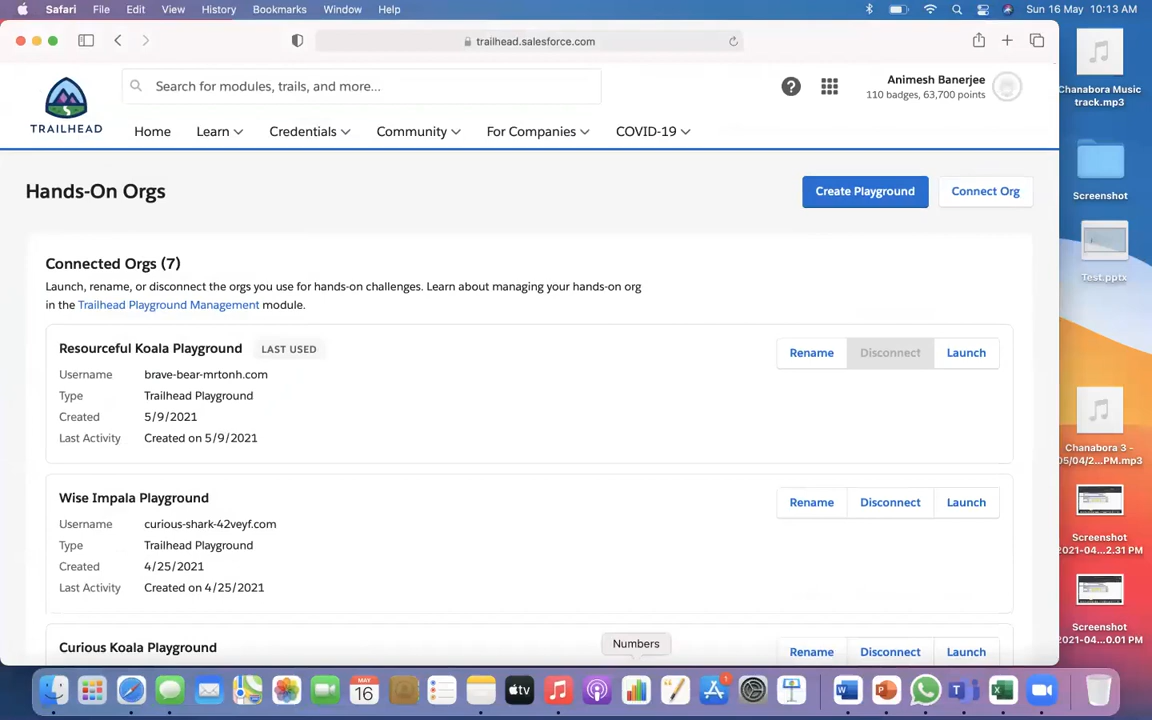 Safari File Edit View History Bookmarks Window Help
Sun 16 May 10:13 AM
trailhead.salesforce.com
TRAILHEAD
Search for modules, trails, and more...
Animesh Banerjee
110 badges, 63,700 points
Home Learn Credentials Community For Companies COVID-19
Hands-On Orgs
Create Playground
Connect Org
Connected Orgs (7)
Launch, rename, or disconnect the orgs you use for hands-on challenges. Learn about managing your hands-on org
in the Trailhead Playground Management module.
Resourceful Koala Playground LAST USED
Rename Disconnect Launch
Username brave-bear-mrtonh.com
Type Trailhead Playground
Created 5/9/2021
Last Activity Created on 5/9/2021
Wise Impala Playground
Rename Disconnect Launch
Username curious-shark-42veyf.com
Type Trailhead Playground
Created 4/25/2021
Last Activity Created on 4/25/2021
Curious Koala Playground
Rename Disconnect Launch
Numbers
Chanabora Music
track.mp3
Screenshot
Test.pptx
Chanabora 3 -
05/04/2...PM.mp3
Screenshot
2021-04...2.31 PM
Screenshot
2021-04...0.01 PM
MAY
16
tv
1